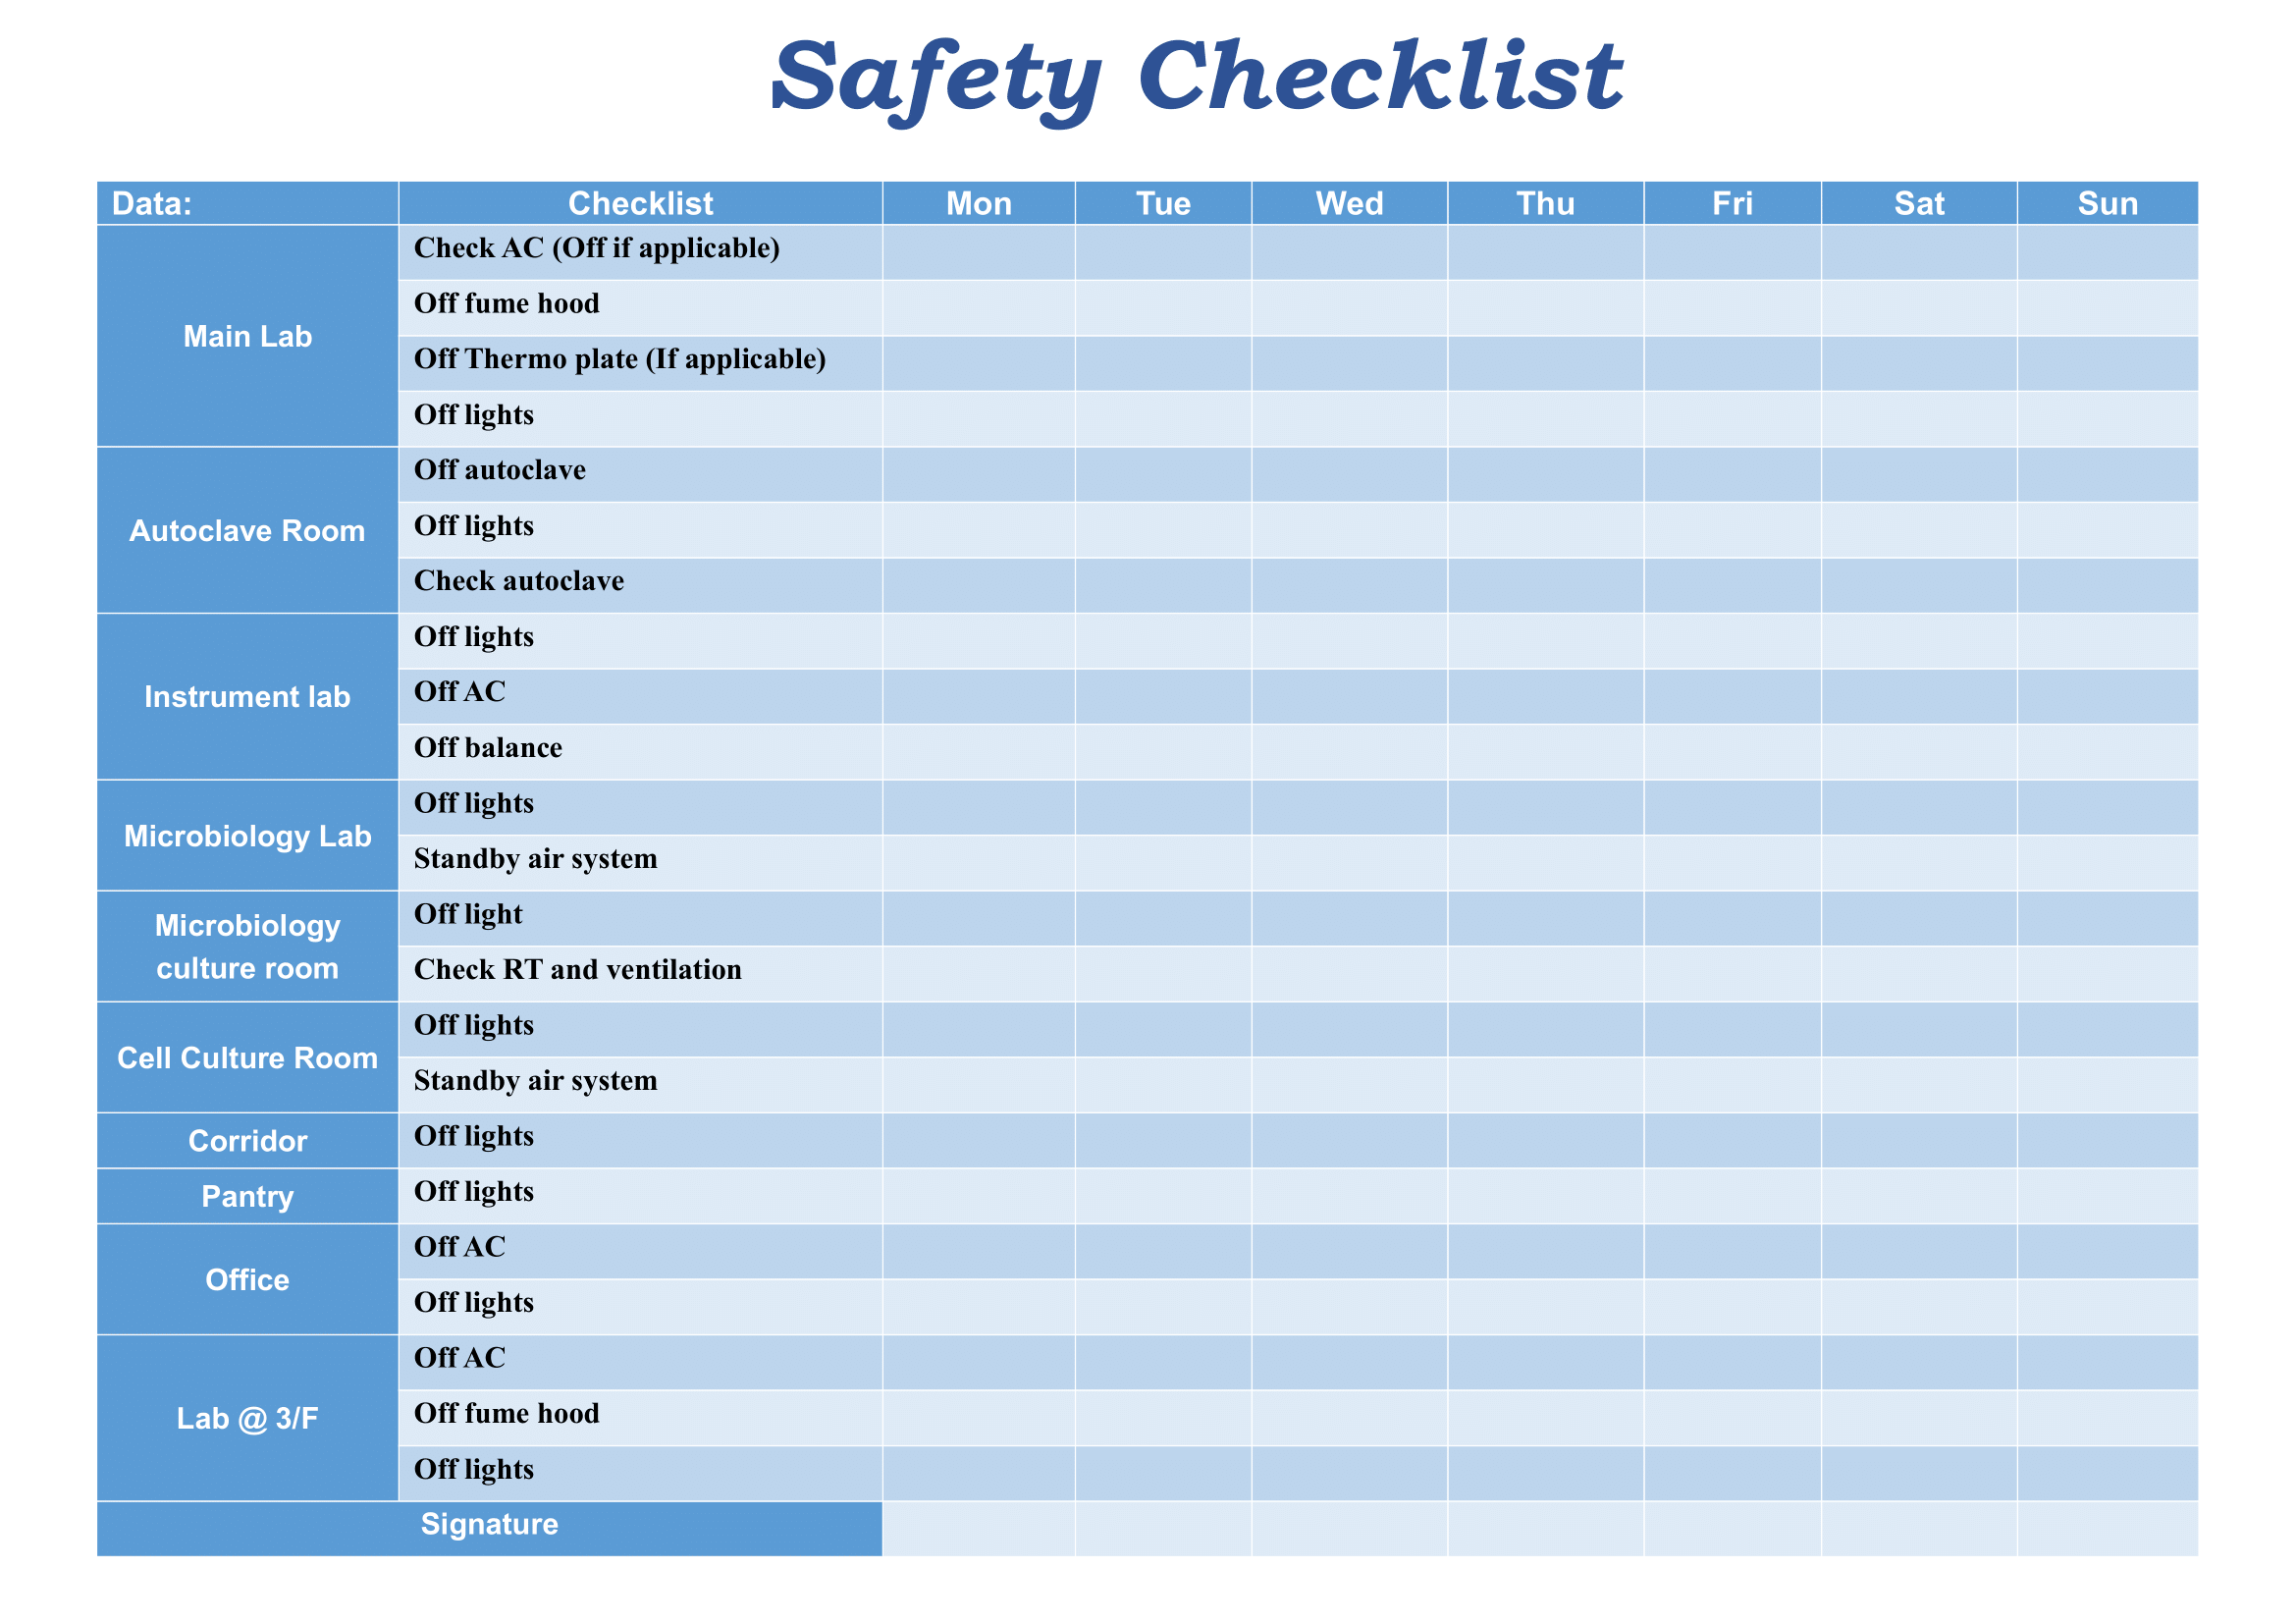 Safety Checklist
Data: Checklist Mon Tue Wed Thu Fri Sat Sun
Main Lab
Check AC (Off if applicable)
Off fume hood
Off Thermo plate (If applicable)
Off lights
Autoclave Room
Off autoclave
Off lights
Check autoclave
Instrument lab
Off lights
Off AC
Off balance
Microbiology Lab
Off lights
Standby air system
Microbiology
culture room
Off light
Check RT and ventilation
Cell Culture Room
Off lights
Standby air system
Corridor
Off lights
Pantry
Off lights
Office
Off AC
Off lights
Lab @ 3/F
Off AC
Off fume hood
Off lights
Signature